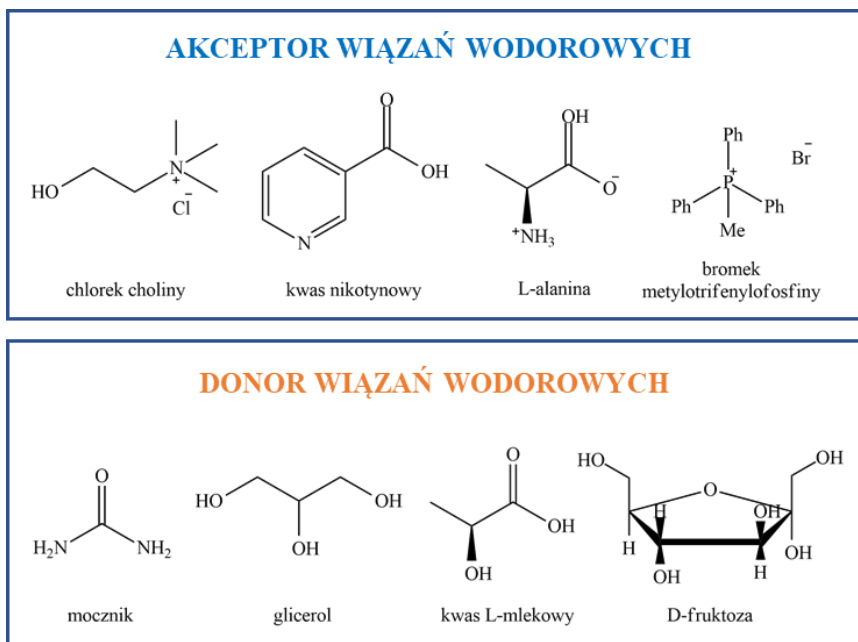 AKCEPTOR WIĄZAŃ WODOROWYCH
HO
N
+
Cl
−
O
OH
N
OH
O
−
+NH3
Ph
Ph
P
+
Ph
Me
Br
−
chlorek choliny
kwas nikotynowy
L-alanina
bromek
metylotrifenylofosfiny
DONOR WIĄZAŃ WODOROWYCH
O
H2N
NH2
HO
OH
OH
O
OH
OH
HO
O
OH
H
OH
H
H
OH
OH
mocznik
glicerol
kwas L-mlekowy
D-fruktoza